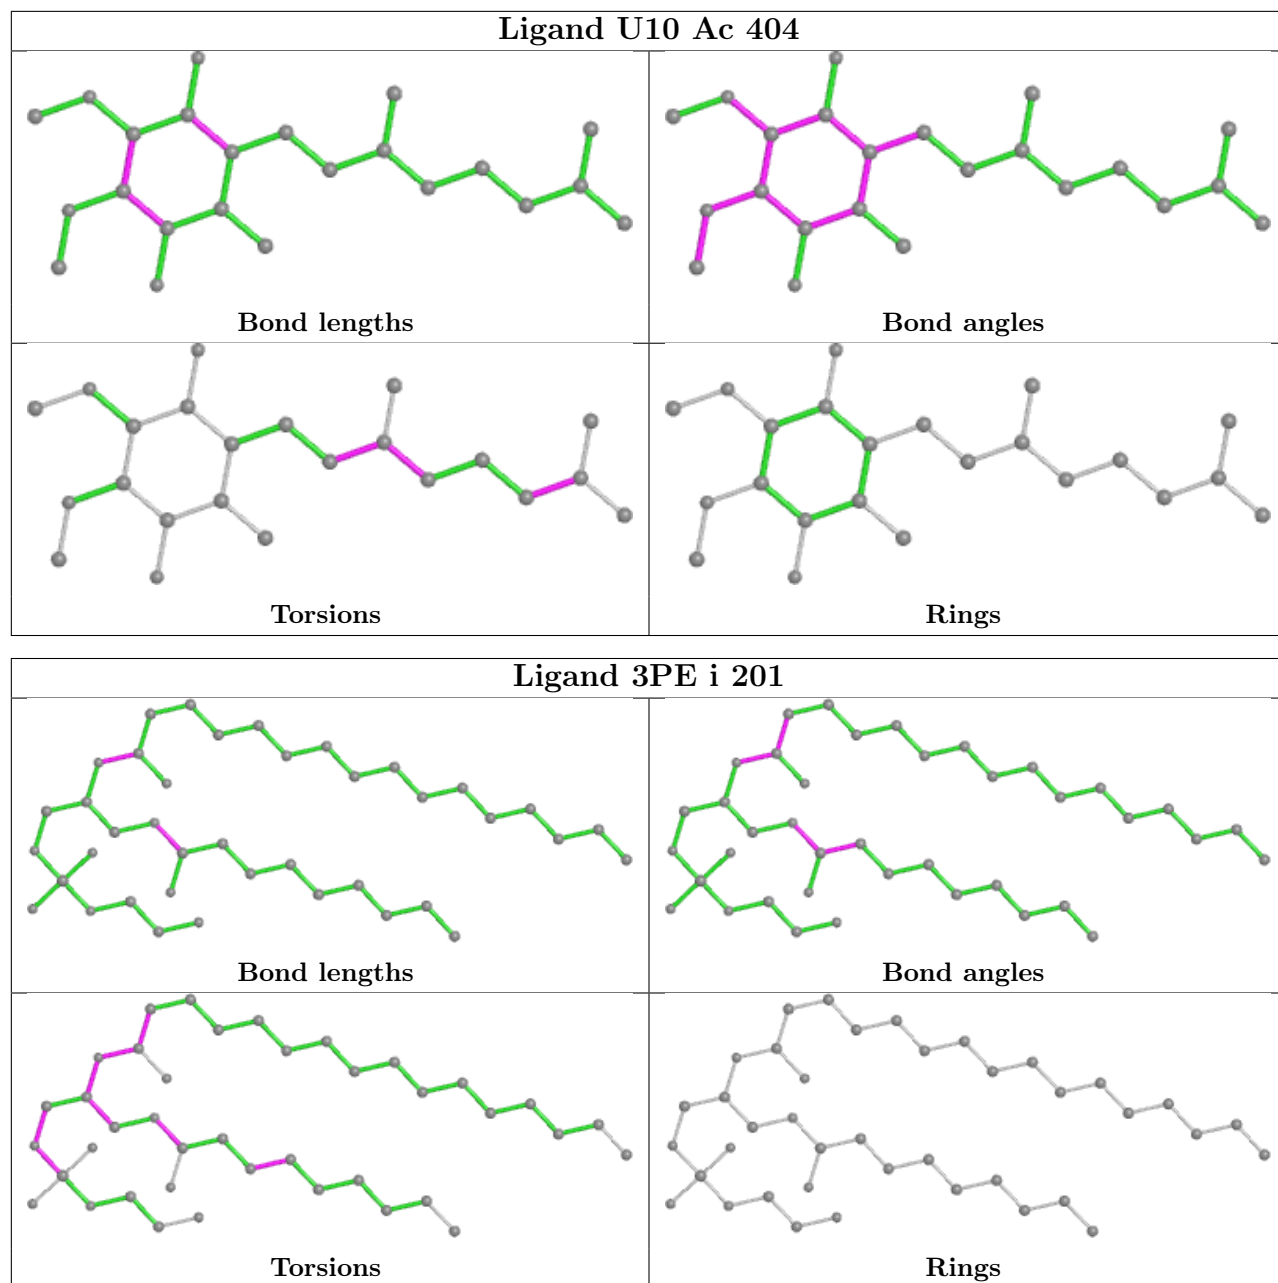 Ligand U10 Ac 404
Bond lengths
Bond angles
Torsions
Rings
Ligand 3PE i 201
Bond lengths
Bond angles
Torsions
Rings